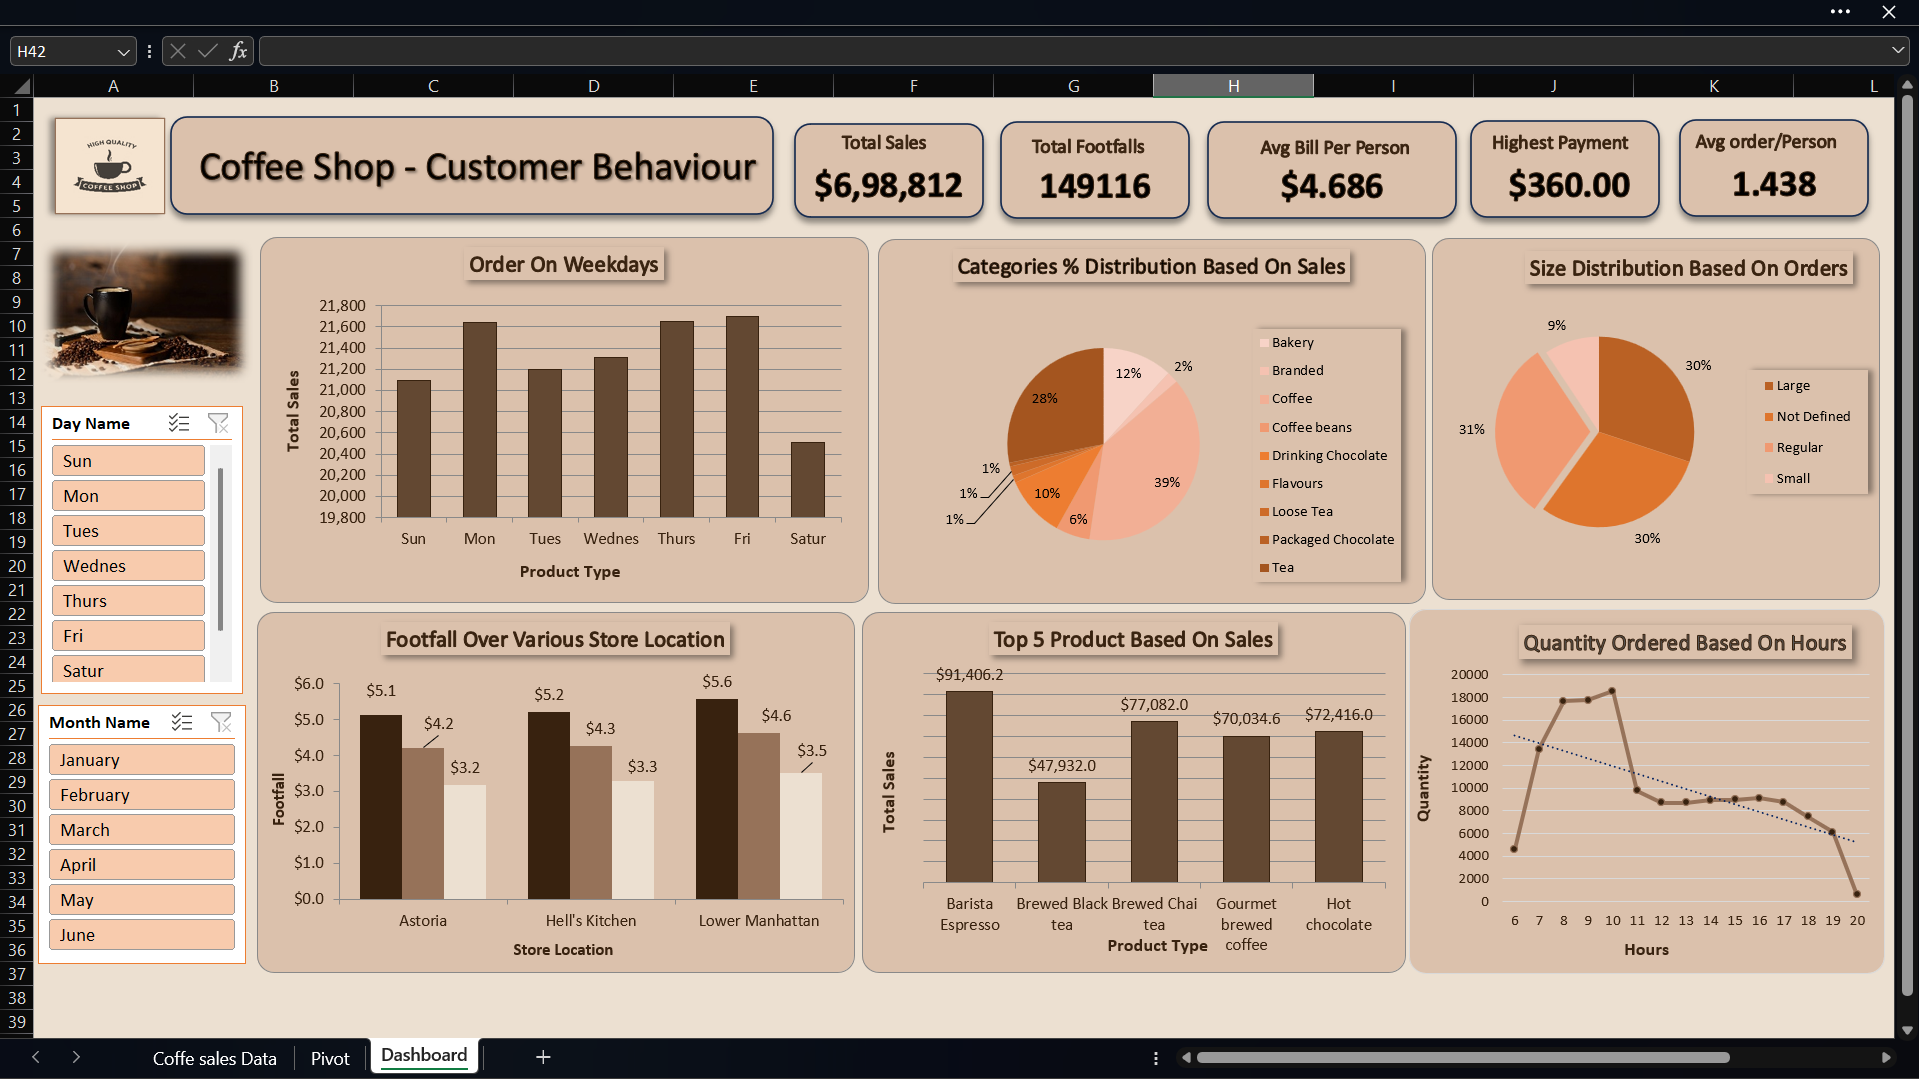 H42
fx
A B C D E F G H I J K L
1
2
3
4
5
6
7
8
9
10
11
12
13
14
15
16
17
18
19
20
21
22
23
24
25
26
27
28
29
30
31
32
33
34
35
36
37
38
39
HIGH QUALITY
COFFEE SHOP
Coffee Shop - Customer Behaviour
Total Sales
$6,98,812
Total Footfalls
149116
Avg Bill Per Person
$4.686
Highest Payment
$360.00
Avg order/Person
1.438
Day Name
Sun
Mon
Tues
Wednes
Thurs
Fri
Satur
Month Name
January
February
March
April
May
June
Order On Weekdays
Total Sales
21,800
21,600
21,400
21,200
21,000
20,800
20,600
20,400
20,200
20,000
19,800
Sun Mon Tues Wednes Thurs Fri Satur
Product Type
Categories % Distribution Based On Sales
12%
2%
39%
6%
10%
1%
1%
1%
28%
Bakery
Branded
Coffee
Coffee beans
Drinking Chocolate
Flavours
Loose Tea
Packaged Chocolate
Tea
Size Distribution Based On Orders
9%
30%
31%
30%
Large
Not Defined
Regular
Small
Footfall Over Various Store Location
Footfall
$6.0
$5.0
$4.0
$3.0
$2.0
$1.0
$0.0
$5.1
$4.2
$3.2
$5.2
$4.3
$3.3
$5.6
$4.6
$3.5
Astoria Hell's Kitchen Lower Manhattan
Store Location
Top 5 Product Based On Sales
Total Sales
$91,406.2
$47,932.0
$77,082.0
$70,034.6
$72,416.0
Barista
Espresso
Brewed Black
tea
Brewed Chai
tea
Gourmet
brewed
coffee
Hot
chocolate
Product Type
Quantity Ordered Based On Hours
Quantity
20000
18000
16000
14000
12000
10000
8000
6000
4000
2000
0
6 7 8 9 10 11 12 13 14 15 16 17 18 19 20
Hours
Coffe sales Data
Pivot
Dashboard